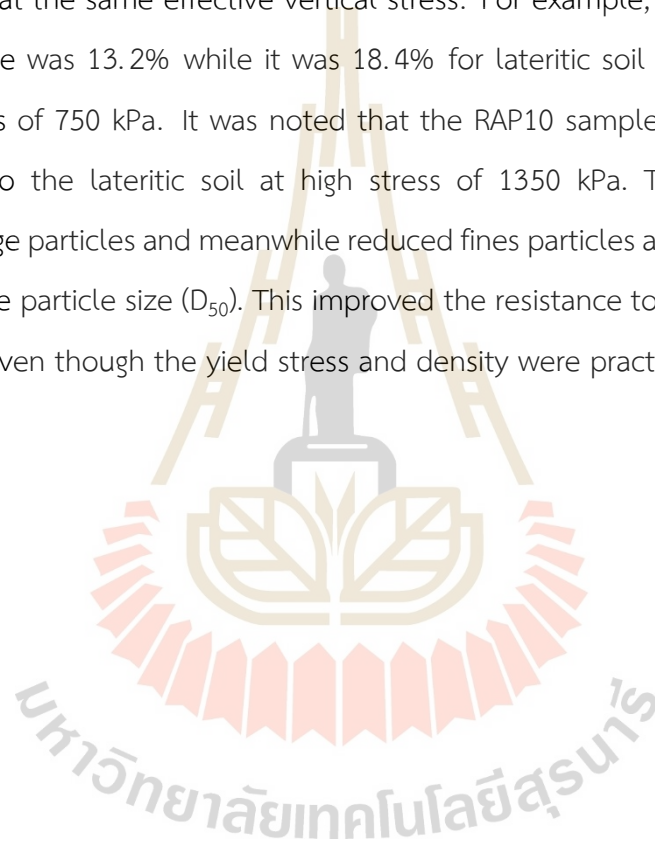 at the same effective vertical stress. For example,
e was 13.2% while it was 18.4% for lateritic soil
s of 750 kPa. It was noted that the RAP10 sample
o the lateritic soil at high stress of 1350 kPa. T
ge particles and meanwhile reduced fines particles a
e particle size (D₅₀). This improved the resistance to
ven though the yield stress and density were pract
มหาวิทยาลัยเทคโนโลยีสุรนารี